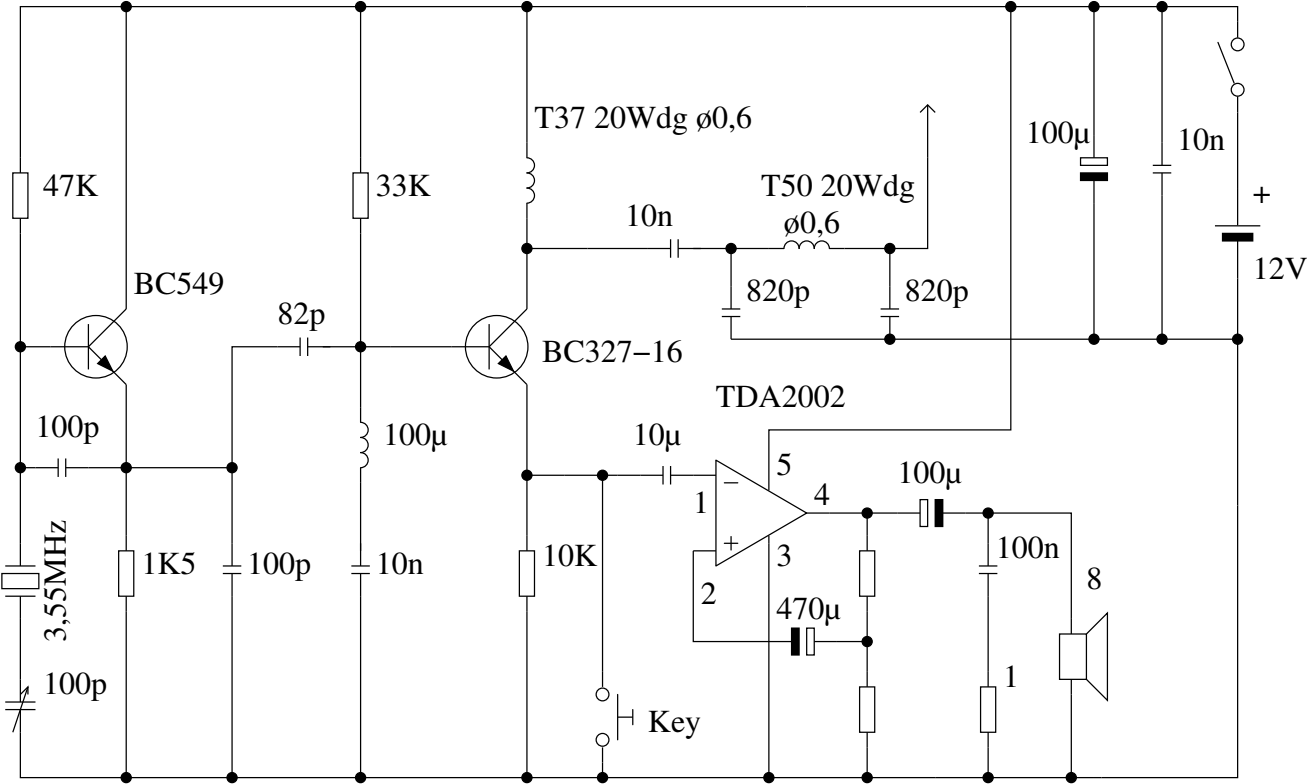 T37 20Wdg ø0,6
100μ
10n
47K
33K
T50 20Wdg
ø0,6
+
10n
12V
BC549
82p
820p
820p
BC327−16
TDA2002
100p
100μ
10μ
5
100μ
−
1
4
3,55MHz
1K5
100p
10n
10K
+
3
100n
2
8
470μ
100p
1
Key